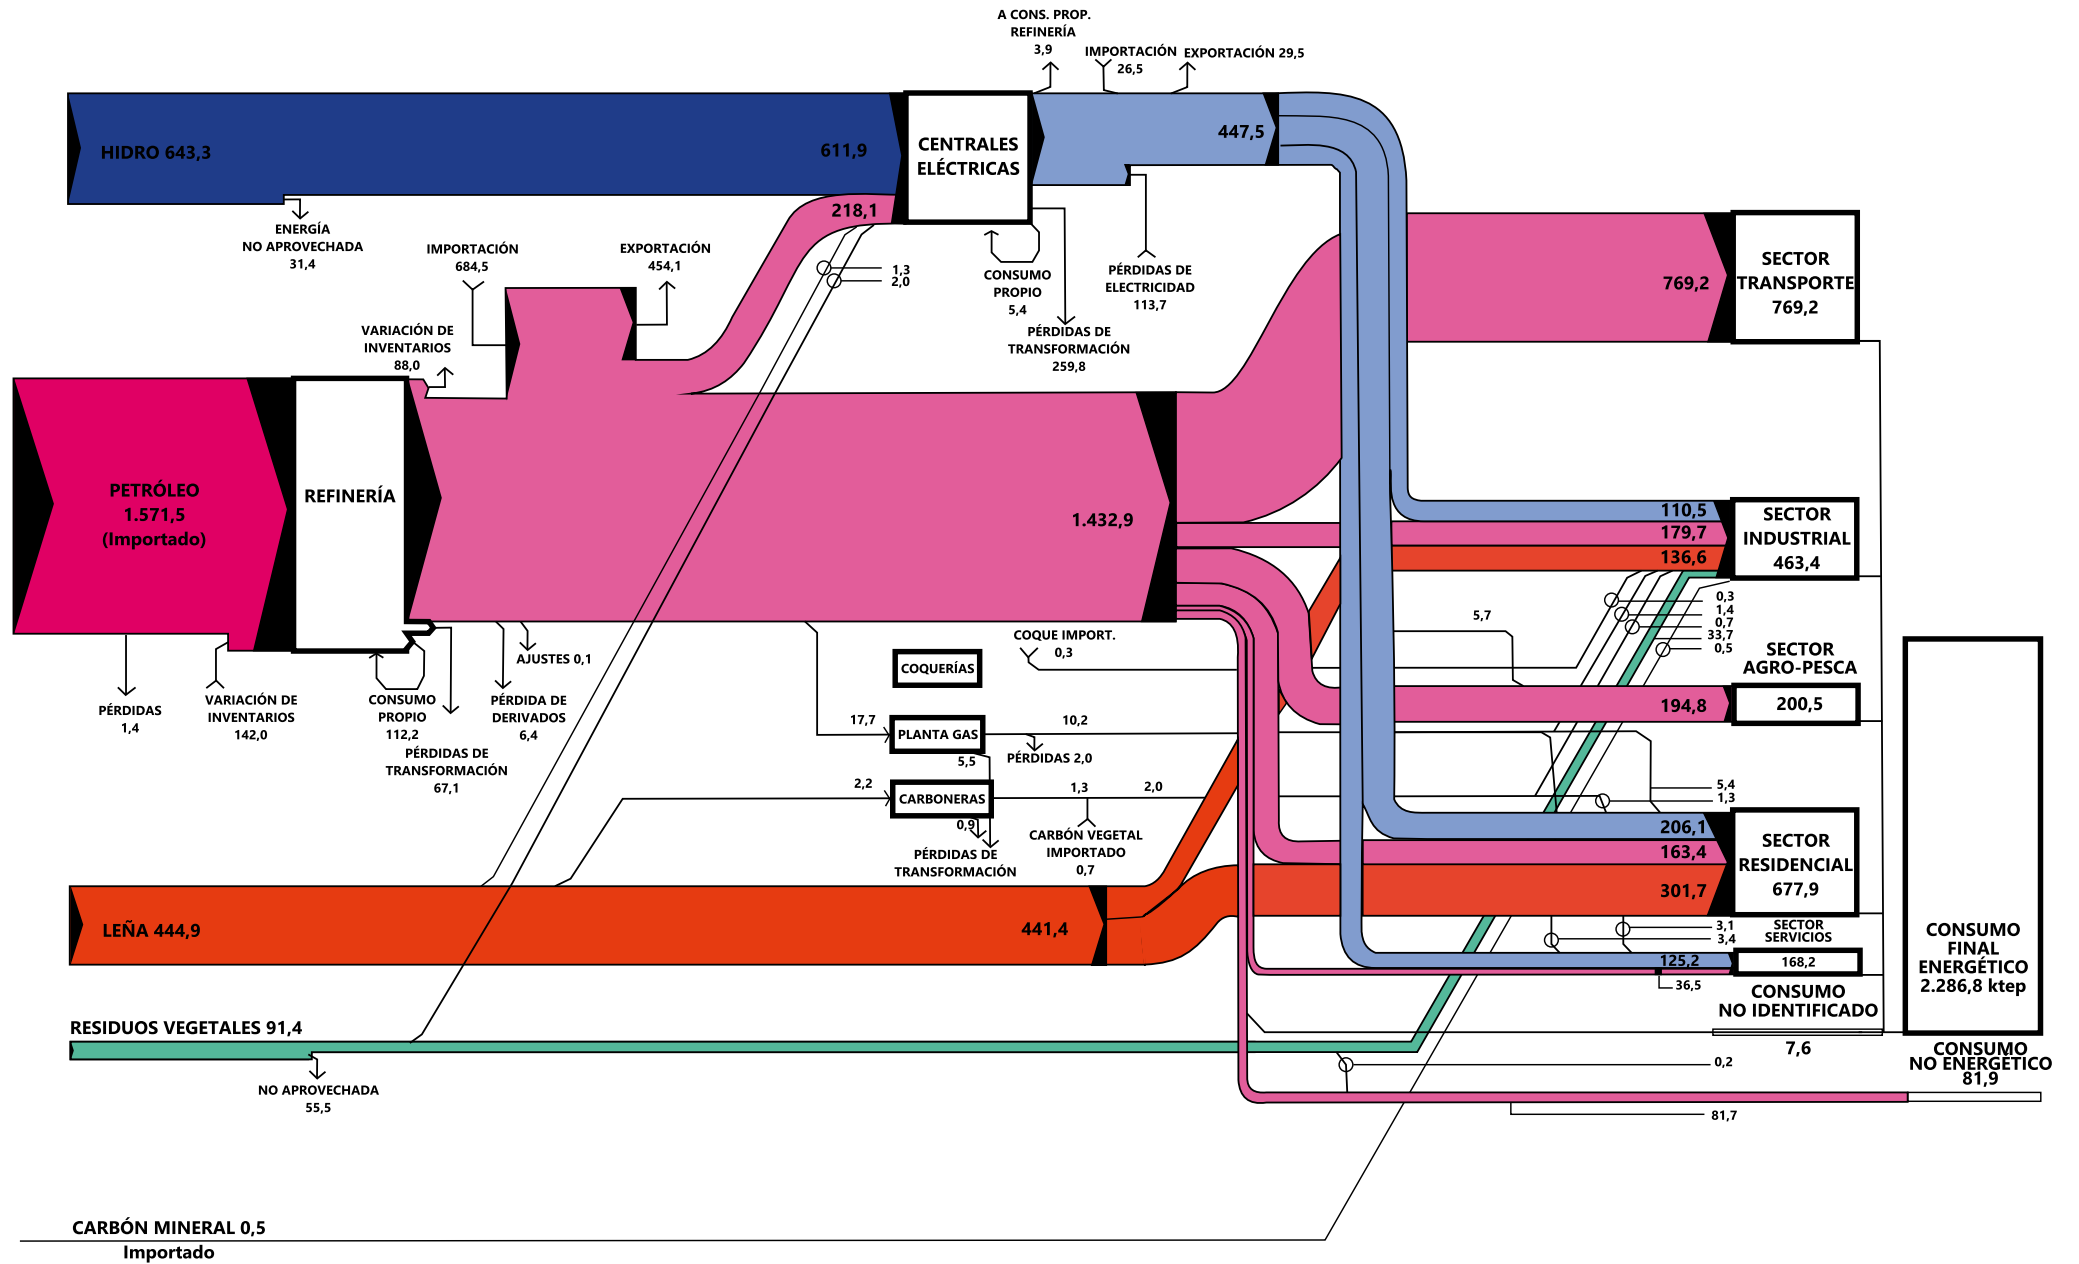 A CONS. PROP.
REFINERÍA
3,9
IMPORTACIÓN
26,5
EXPORTACIÓN 29,5
HIDRO 643,3
611,9
CENTRALES
ELÉCTRICAS
447,5
218,1
ENERGÍA
NO APROVECHADA
31,4
IMPORTACIÓN
684,5
EXPORTACIÓN
454,1
1,3
2,0
CONSUMO
PROPIO
5,4
PÉRDIDAS DE
ELECTRICIDAD
113,7
PÉRDIDAS DE
TRANSFORMACIÓN
259,8
769,2
SECTOR
TRANSPORTE
769,2
VARIACIÓN DE
INVENTARIOS
88,0
PETRÓLEO
1.571,5
(Importado)
REFINERÍA
1.432,9
110,5
179,7
136,6
SECTOR
INDUSTRIAL
463,4
0,3
1,4
0,7
33,7
0,5
5,7
COQUE IMPORT.
0,3
AJUSTES 0,1
COQUERÍAS
SECTOR
AGRO-PESCA
194,8
200,5
PÉRDIDAS
1,4
VARIACIÓN DE
INVENTARIOS
142,0
CONSUMO
PROPIO
112,2
PÉRDIDA DE
DERIVADOS
6,4
PÉRDIDAS DE
TRANSFORMACIÓN
67,1
17,7
PLANTA GAS
10,2
5,5
PÉRDIDAS 2,0
2,2
CARBONERAS
1,3
2,0
0,9
PÉRDIDAS DE
TRANSFORMACIÓN
CARBÓN VEGETAL
IMPORTADO
0,7
5,4
1,3
206,1
163,4
301,7
SECTOR
RESIDENCIAL
677,9
LEÑA 444,9
441,4
3,1
3,4
SECTOR
SERVICIOS
125,2
168,2
36,5
CONSUMO
NO IDENTIFICADO
7,6
CONSUMO
FINAL
ENERGÉTICO
2.286,8 ktep
RESIDUOS VEGETALES 91,4
NO APROVECHADA
55,5
0,2
CONSUMO
NO ENERGÉTICO
81,9
81,7
CARBÓN MINERAL 0,5
Importado